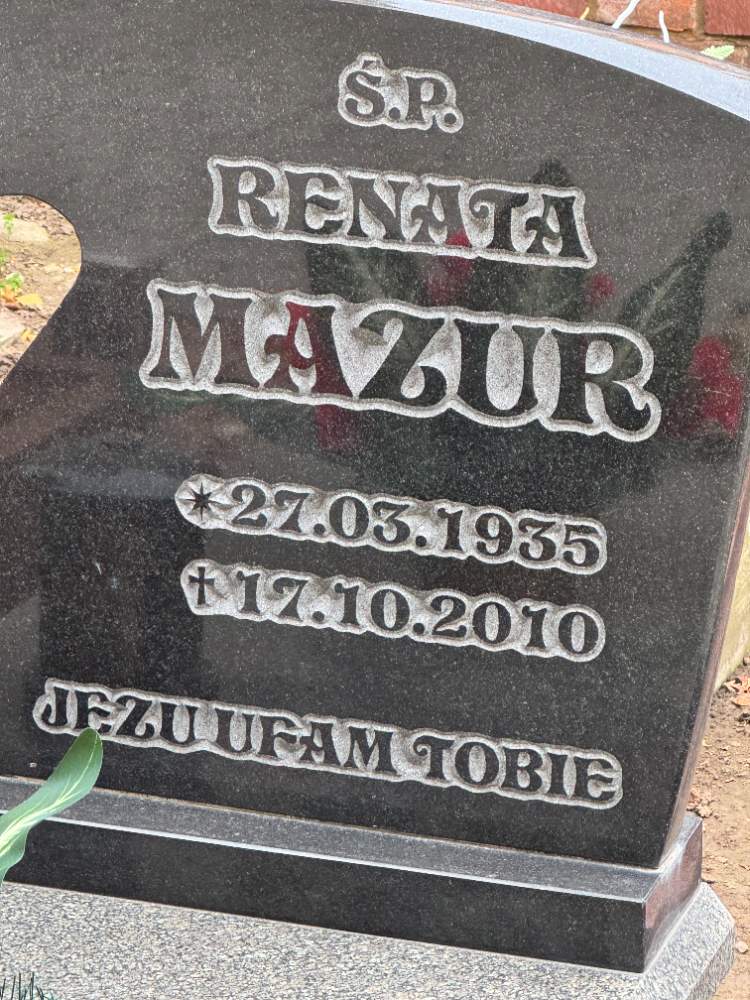 Ś.P.
RENATA
MAZUR
* 27.03.1935
† 17.10.2010
JEZU UFAM TOBIE